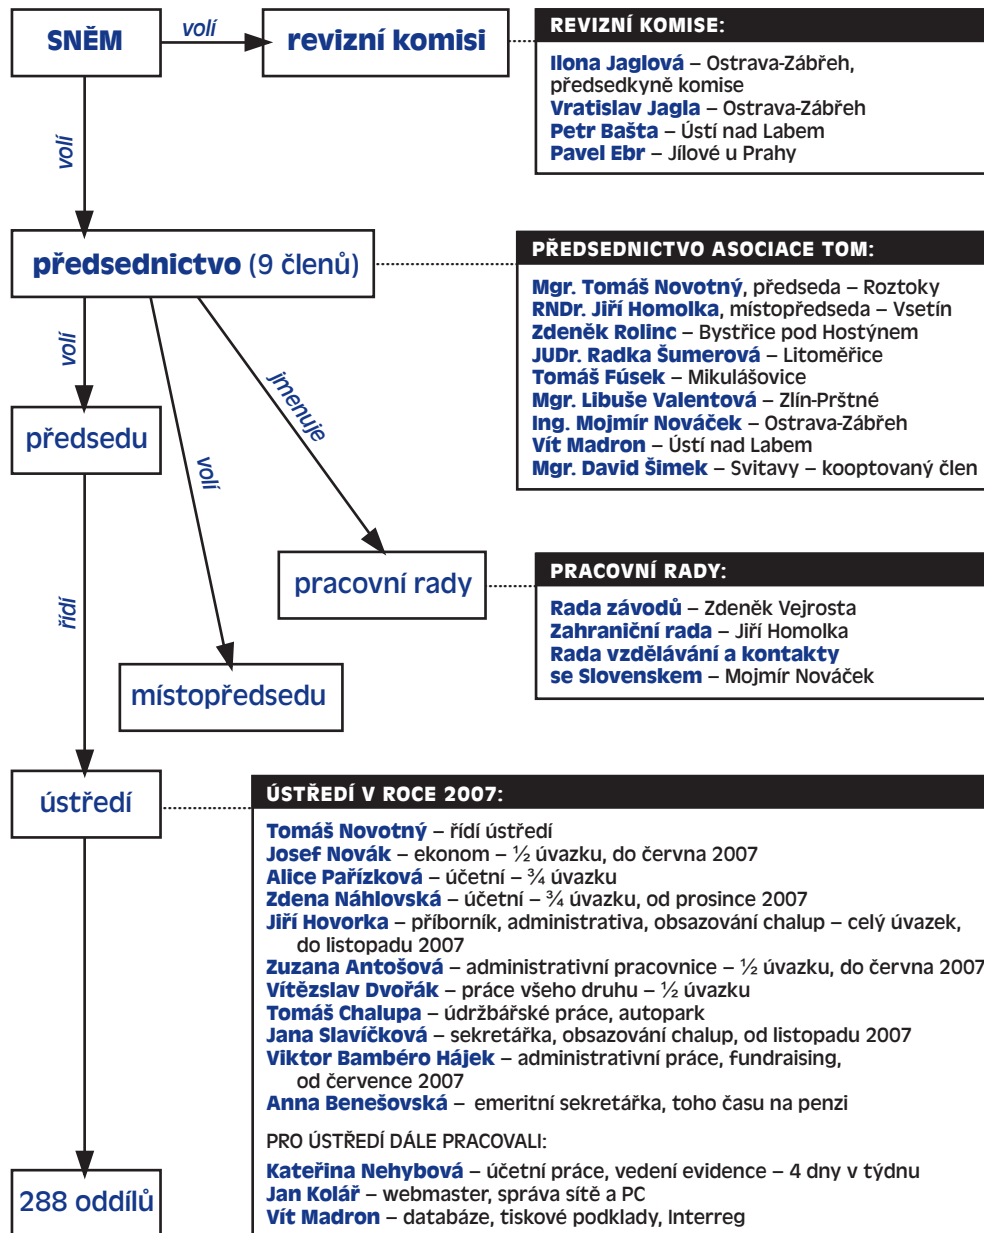 SNĚM
volí
revizní komisi
REVIZNÍ KOMISE:
Ilona Jaglová – Ostrava-Zábřeh,
předsedkyně komise
Vratislav Jagla – Ostrava-Zábřeh
Petr Bašta – Ústí nad Labem
Pavel Ebr – Jílové u Prahy
volí
předsednictvo (9 členů)
PŘEDSEDNICTVO ASOCIACE TOM:
Mgr. Tomáš Novotný, předseda – Roztoky
RNDr. Jiří Homolka, místopředseda – Vsetín
Zdeněk Rolinc – Bystřice pod Hostýnem
JUDr. Radka Šumerová – Litoměřice
Tomáš Fúsek – Mikulášovice
Mgr. Libuše Valentová – Zlín-Prštné
Ing. Mojmír Nováček – Ostrava-Zábřeh
Vít Madron – Ústí nad Labem
Mgr. David Šimek – Svitavy – kooptovaný člen
volí
předsedu
volí
jmenuje
pracovní rady
PRACOVNÍ RADY:
Rada závodů – Zdeněk Vejrosta
Zahraniční rada – Jiří Homolka
Rada vzdělávání a kontakty
se Slovenskem – Mojmír Nováček
řídí
místopředsedu
ústředí
ÚSTŘEDÍ V ROCE 2007:
Tomáš Novotný – řídí ústředí
Josef Novák – ekonom – ½ úvazku, do června 2007
Alice Pařízková – účetní – ¾ úvazku
Zdena Náhlovská – účetní – ¾ úvazku, od prosince 2007
Jiří Hovorka – příborník, administrativa, obsazování chalup – celý úvazek,
do listopadu 2007
Zuzana Antošová – administrativní pracovnice – ½ úvazku, do června 2007
Vítězslav Dvořák – práce všeho druhu – ½ úvazku
Tomáš Chalupa – údržbářské práce, autopark
Jana Slavíčková – sekretářka, obsazování chalup, od listopadu 2007
Viktor Bambéro Hájek – administrativní práce, fundraising,
od července 2007
Anna Benešovská – emeritní sekretářka, toho času na penzi
PRO ÚSTŘEDÍ DÁLE PRACOVALI:
Kateřina Nehybová – účetní práce, vedení evidence – 4 dny v týdnu
Jan Kolář – webmaster, správa sítě a PC
Vít Madron – databáze, tiskové podklady, Interreg
288 oddílů